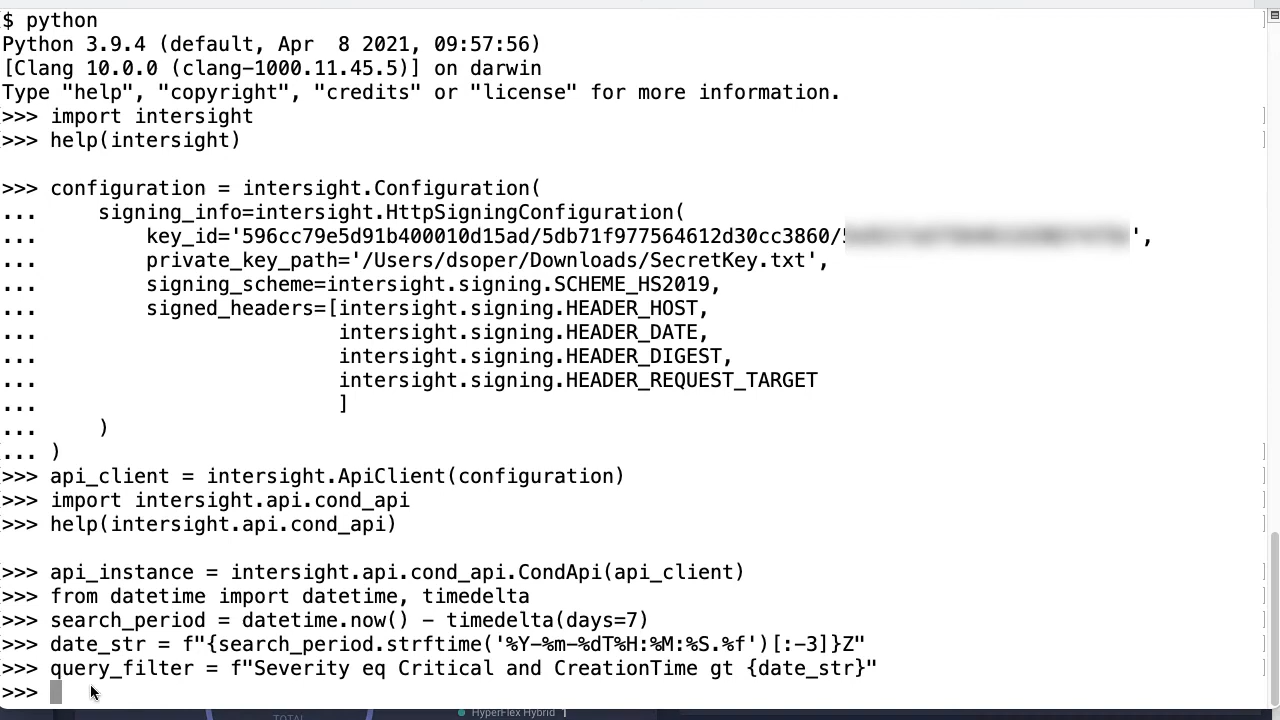 $ python
Python 3.9.4 (default, Apr  8 2021, 09:57:56)
[Clang 10.0.0 (clang-1000.11.45.5)] on darwin
Type "help", "copyright", "credits" or "license" for more information.
>>> import intersight
>>> help(intersight)
>>> configuration = intersight.Configuration(
...     signing_info=intersight.HttpSigningConfiguration(
...         key_id='596cc79e5d91b400010d15ad/5db71f977564612d30cc3860/ ',
...         private_key_path='/Users/dsoper/Downloads/SecretKey.txt',
...         signing_scheme=intersight.signing.SCHEME_HS2019,
...         signed_headers=[intersight.signing.HEADER_HOST,
...                         intersight.signing.HEADER_DATE,
...                         intersight.signing.HEADER_DIGEST,
...                         intersight.signing.HEADER_REQUEST_TARGET
...                         ]
...     )
... )
>>> api_client = intersight.ApiClient(configuration)
>>> import intersight.api.cond_api
>>> help(intersight.api.cond_api)
>>> api_instance = intersight.api.cond_api.CondApi(api_client)
>>> from datetime import datetime, timedelta
>>> search_period = datetime.now() - timedelta(days=7)
>>> date_str = f"{search_period.strftime('%Y-%m-%dT%H:%M:%S.%f')[:-3]}Z"
>>> query_filter = f"Severity eq Critical and CreationTime gt {date_str}"
>>>
TOTAL
HyperFlex Hybrid 1